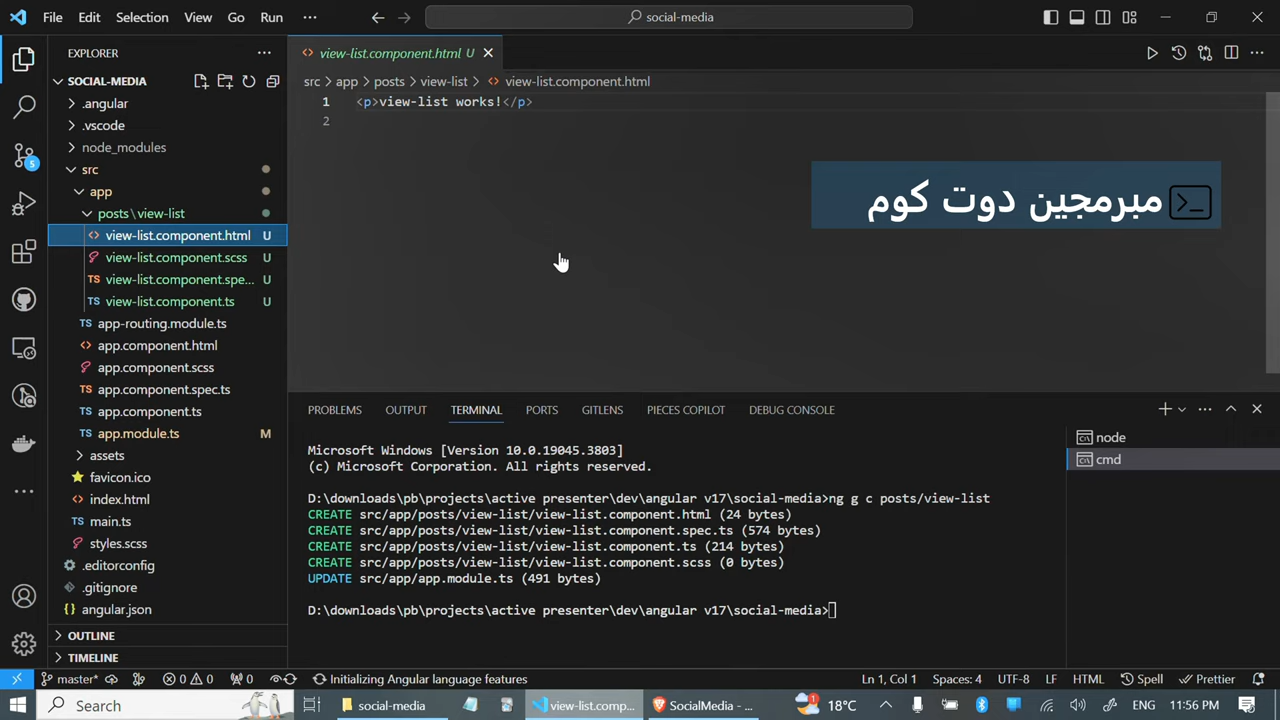 File Edit Selection View Go Run ··· social-media
EXPLORER ···
SOCIAL-MEDIA
.angular
.vscode
node_modules
src
app
posts\view-list
view-list.component.html U
view-list.component.scss U
view-list.component.spe... U
view-list.component.ts U
app-routing.module.ts
app.component.html
app.component.scss
app.component.spec.ts
app.component.ts
app.module.ts M
assets
favicon.ico
index.html
main.ts
styles.scss
.editorconfig
.gitignore
angular.json
OUTLINE
TIMELINE
5
view-list.component.html U
src > app > posts > view-list > view-list.component.html
1 <p>view-list works!</p>
2
مبرمجين دوت كوم
PROBLEMS OUTPUT TERMINAL PORTS GITLENS PIECES COPILOT DEBUG CONSOLE
Microsoft Windows [Version 10.0.19045.3803]
(c) Microsoft Corporation. All rights reserved.
D:\downloads\pb\projects\active presenter\dev\angular v17\social-media>ng g c posts/view-list
CREATE src/app/posts/view-list/view-list.component.html (24 bytes)
CREATE src/app/posts/view-list/view-list.component.spec.ts (574 bytes)
CREATE src/app/posts/view-list/view-list.component.ts (214 bytes)
CREATE src/app/posts/view-list/view-list.component.scss (0 bytes)
UPDATE src/app/app.module.ts (491 bytes)
D:\downloads\pb\projects\active presenter\dev\angular v17\social-media>
node
cmd
master* 0 0 0 Initializing Angular language features Ln 1, Col 1 Spaces: 4 UTF-8 LF HTML Spell Prettier
Search social-media view-list.comp... SocialMedia - ... 1 18°C ENG 11:56 PM